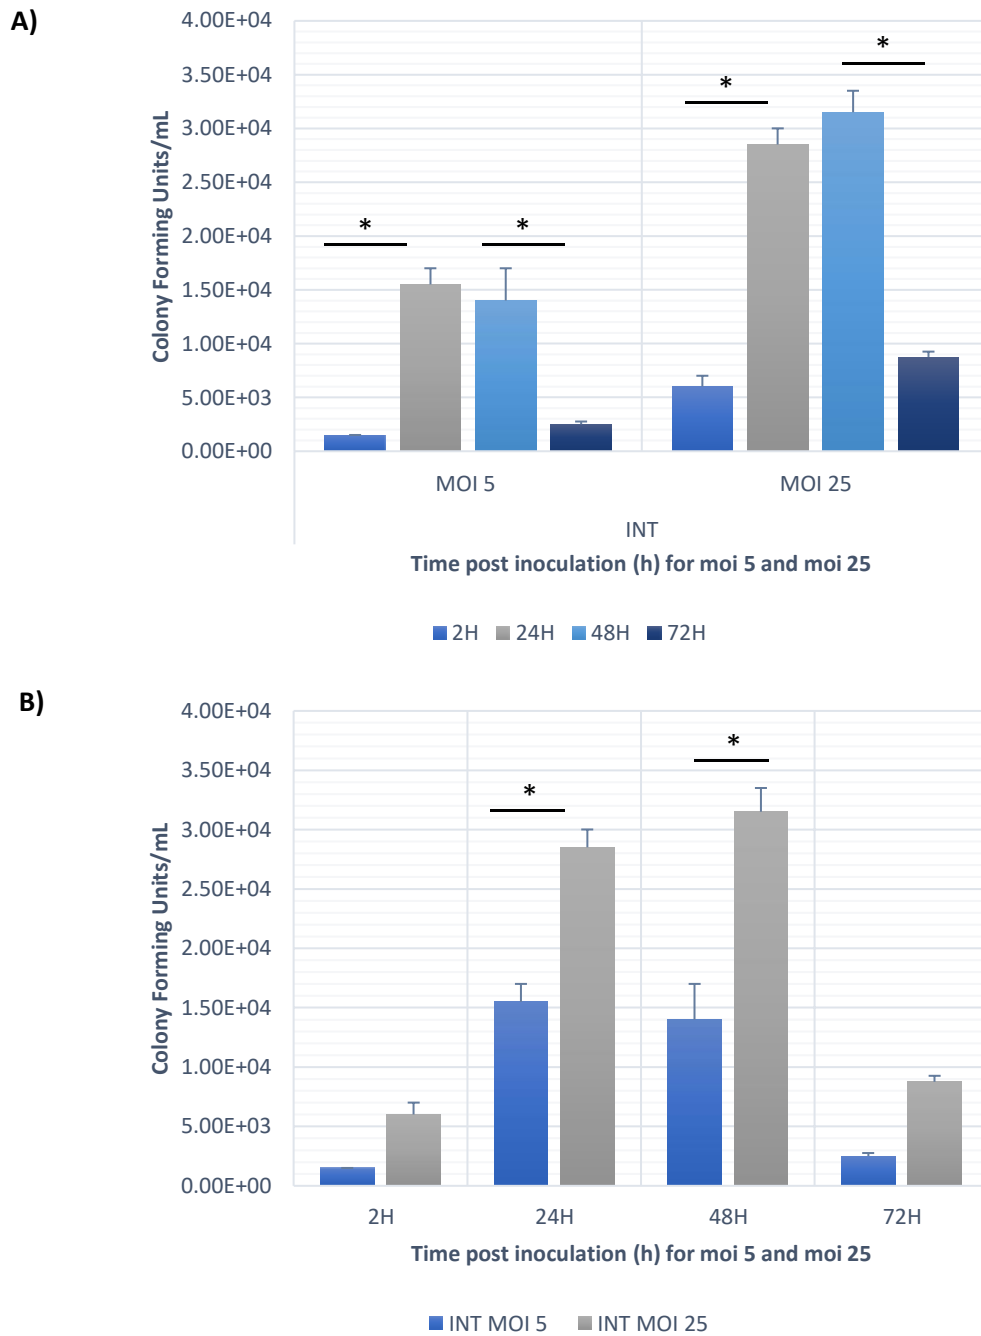 A)
4.00E+04
3.50E+04
3.00E+04
2.50E+04
2.00E+04
1.50E+04
1.00E+04
5.00E+03
0.00E+00
Colony Forming Units/mL
*
*
*
*
MOI 5 MOI 25
INT
Time post inoculation (h) for moi 5 and moi 25
2H 24H 48H 72H
B)
4.00E+04
3.50E+04
3.00E+04
2.50E+04
2.00E+04
1.50E+04
1.00E+04
5.00E+03
0.00E+00
Colony Forming Units/mL
*
*
2H 24H 48H 72H
Time post inoculation (h) for moi 5 and moi 25
INT MOI 5 INT MOI 25